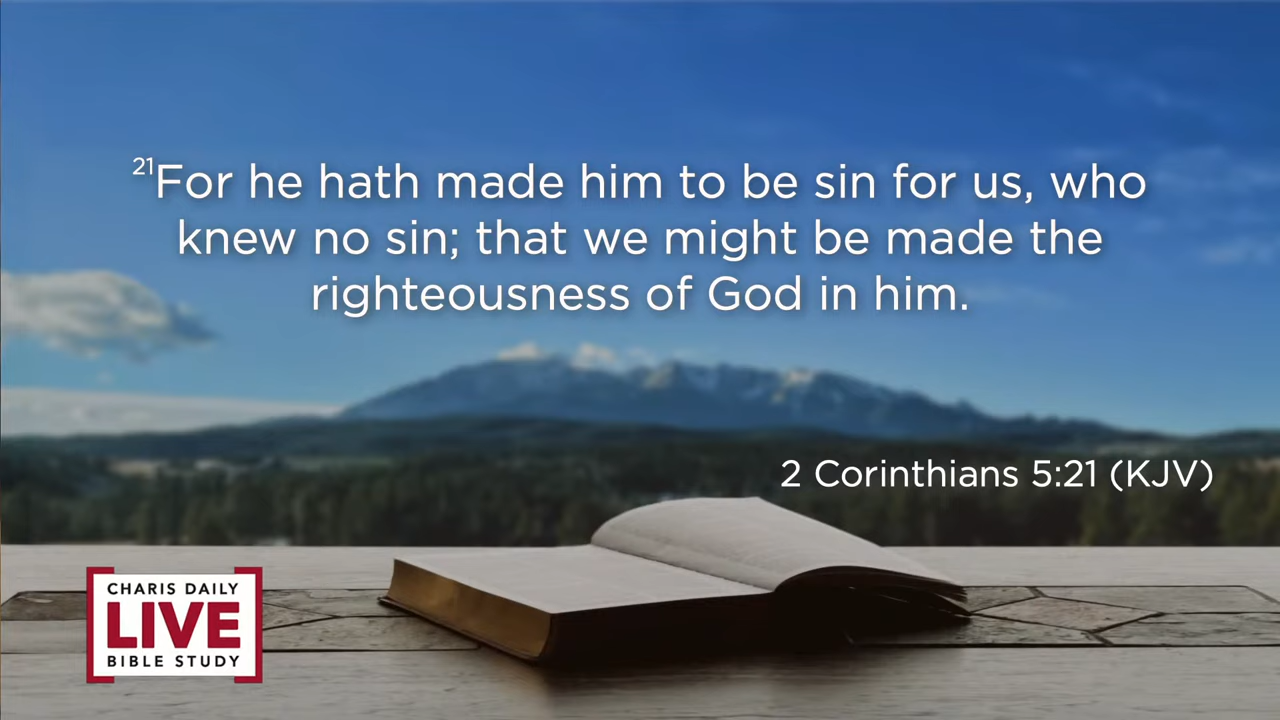 21For he hath made him to be sin for us, who
knew no sin; that we might be made the
righteousness of God in him.
2 Corinthians 5:21 (KJV)
CHARIS DAILY
LIVE
BIBLE STUDY